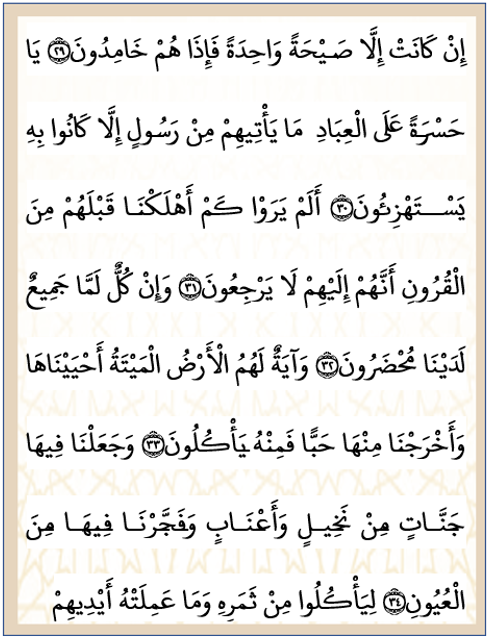 إِنْ كَانَتْ إِلَّا صَيْحَةً وَاحِدَةً فَإِذَا هُمْ خَامِدُونَ ﴿٢٩﴾ يَا
حَسْرَةً عَلَى الْعِبَادِ مَا يَأْتِيهِمْ مِنْ رَسُولٍ إِلَّا كَانُوا بِهِ
يَسْتَهْزِئُونَ ﴿٣٠﴾ أَلَمْ يَرَوْا كَمْ أَهْلَكْنَا قَبْلَهُمْ مِنَ
الْقُرُونِ أَنَّهُمْ إِلَيْهِمْ لَا يَرْجِعُونَ ﴿٣١﴾ وَإِنْ كُلٌّ لَمَّا جَمِيعٌ
لَدَيْنَا مُحْضَرُونَ ﴿٣٢﴾ وَآيَةٌ لَهُمُ الْأَرْضُ الْمَيْتَةُ أَحْيَيْنَاهَا
وَأَخْرَجْنَا مِنْهَا حَبًّا فَمِنْهُ يَأْكُلُونَ ﴿٣٣﴾ وَجَعَلْنَا فِيهَا
جَنَّاتٍ مِنْ نَخِيلٍ وَأَعْنَابٍ وَفَجَّرْنَا فِيهَا مِنَ
الْعُيُونِ ﴿٣٤﴾ لِيَأْكُلُوا مِنْ ثَمَرِهِ وَمَا عَمِلَتْهُ أَيْدِيهِمْ